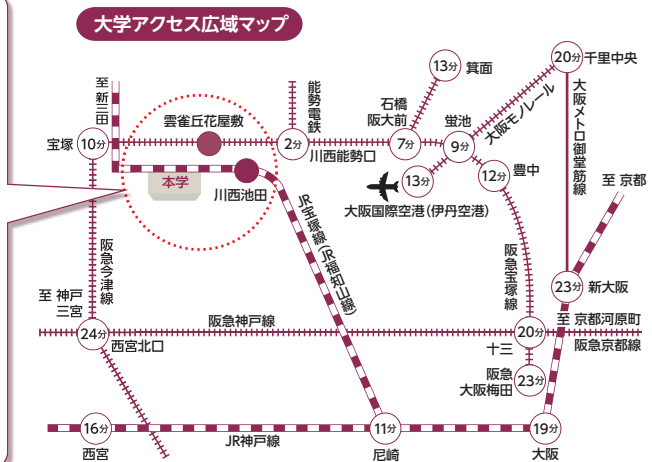 大学アクセス広域マップ
至 新三田
雲雀丘花屋敷
能勢電鉄
石橋
阪大前
13分
箕面
20分
千里中央
大阪モノレール
大阪メトロ御堂筋線
宝塚
10分
2分
川西能勢口
7分
蛍池
9分
13分
大阪国際空港(伊丹空港)
12分
豊中
本学
川西池田
JR宝塚線(JR福知山線)
至 京都
阪急今津線
阪急宝塚線
23分
新大阪
至 神戸
三宮
24分
西宮北口
阪急神戸線
20分
十三
至 京都河原町
阪急京都線
阪急
大阪梅田
23分
16分
西宮
JR神戸線
11分
尼崎
19分
大阪